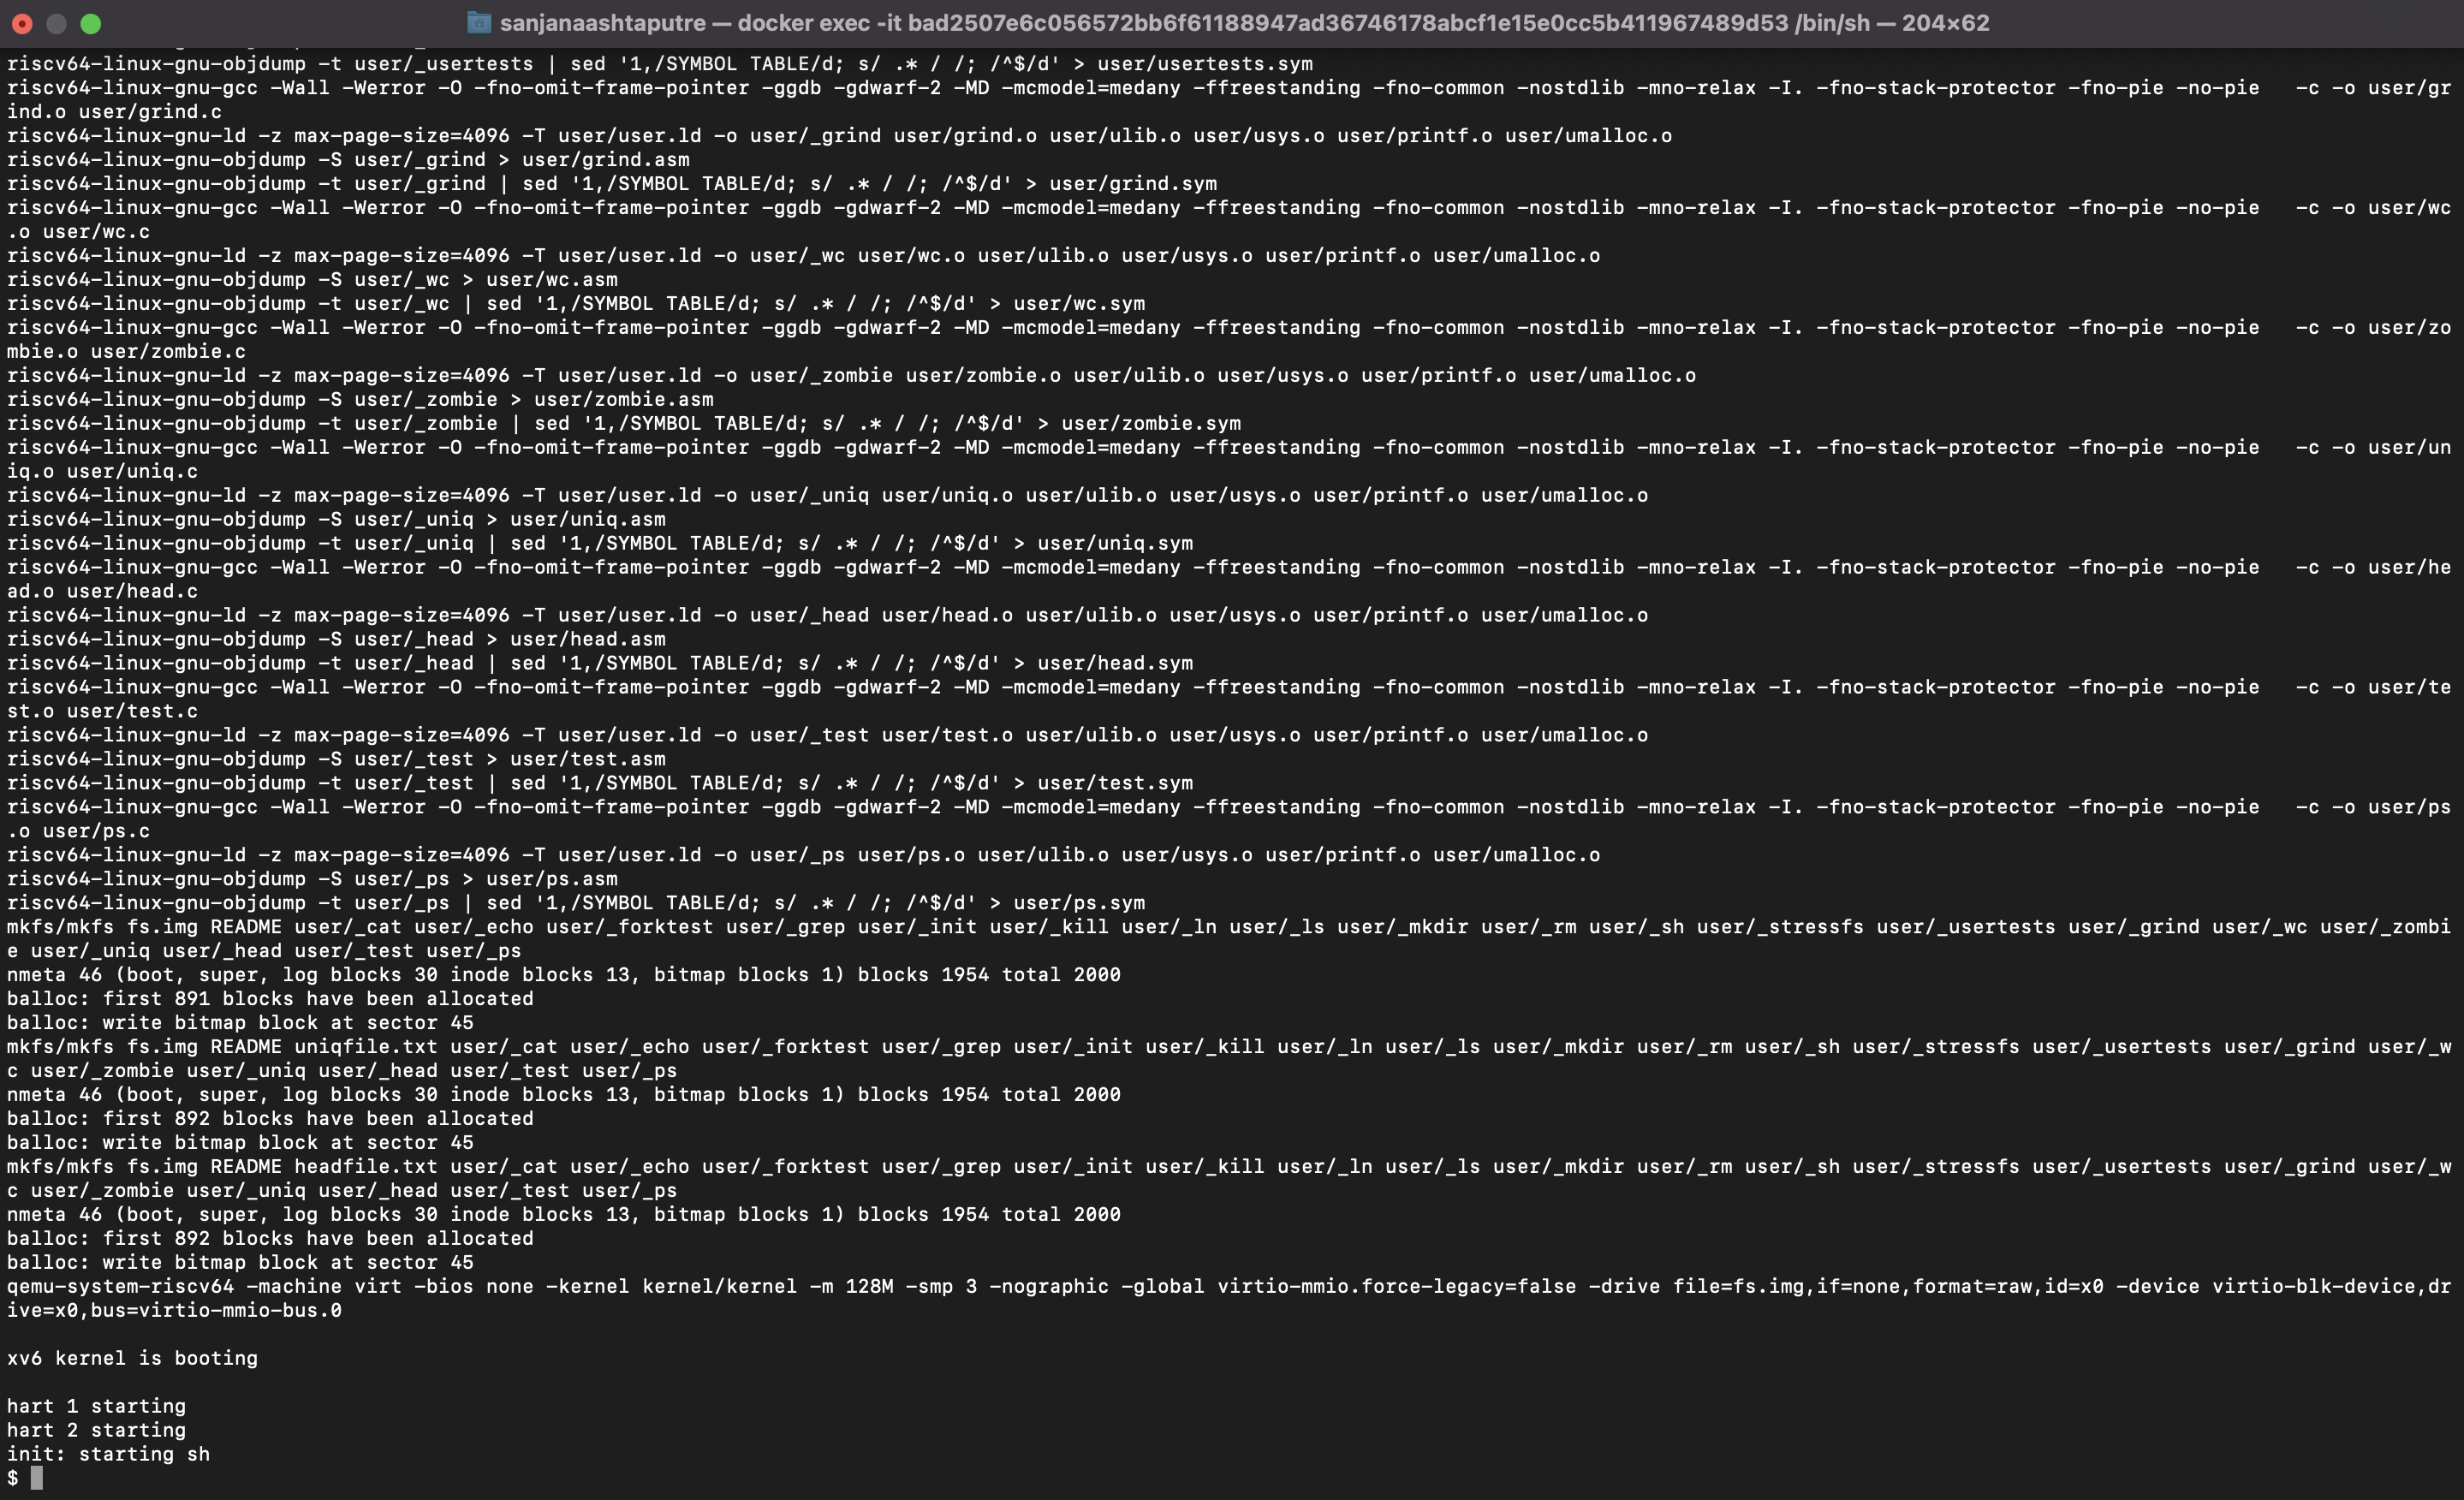 sanjanaashtaputre — docker exec -it bad2507e6c056572bb6f61188947ad36746178abcf1e15e0cc5b411967489d53 /bin/sh — 204×62
riscv64-linux-gnu-objdump -t user/_usertests | sed '1,/SYMBOL TABLE/d; s/ .* / /; /^$/d' > user/usertests.sym
riscv64-linux-gnu-gcc -Wall -Werror -O -fno-omit-frame-pointer -ggdb -gdwarf-2 -MD -mcmodel=medany -ffreestanding -fno-common -nostdlib -mno-relax -I. -fno-stack-protector -fno-pie -no-pie   -c -o user/gr
ind.o user/grind.c
riscv64-linux-gnu-ld -z max-page-size=4096 -T user/user.ld -o user/_grind user/grind.o user/ulib.o user/usys.o user/printf.o user/umalloc.o
riscv64-linux-gnu-objdump -S user/_grind > user/grind.asm
riscv64-linux-gnu-objdump -t user/_grind | sed '1,/SYMBOL TABLE/d; s/ .* / /; /^$/d' > user/grind.sym
riscv64-linux-gnu-gcc -Wall -Werror -O -fno-omit-frame-pointer -ggdb -gdwarf-2 -MD -mcmodel=medany -ffreestanding -fno-common -nostdlib -mno-relax -I. -fno-stack-protector -fno-pie -no-pie   -c -o user/wc
.o user/wc.c
riscv64-linux-gnu-ld -z max-page-size=4096 -T user/user.ld -o user/_wc user/wc.o user/ulib.o user/usys.o user/printf.o user/umalloc.o
riscv64-linux-gnu-objdump -S user/_wc > user/wc.asm
riscv64-linux-gnu-objdump -t user/_wc | sed '1,/SYMBOL TABLE/d; s/ .* / /; /^$/d' > user/wc.sym
riscv64-linux-gnu-gcc -Wall -Werror -O -fno-omit-frame-pointer -ggdb -gdwarf-2 -MD -mcmodel=medany -ffreestanding -fno-common -nostdlib -mno-relax -I. -fno-stack-protector -fno-pie -no-pie   -c -o user/zo
mbie.o user/zombie.c
riscv64-linux-gnu-ld -z max-page-size=4096 -T user/user.ld -o user/_zombie user/zombie.o user/ulib.o user/usys.o user/printf.o user/umalloc.o
riscv64-linux-gnu-objdump -S user/_zombie > user/zombie.asm
riscv64-linux-gnu-objdump -t user/_zombie | sed '1,/SYMBOL TABLE/d; s/ .* / /; /^$/d' > user/zombie.sym
riscv64-linux-gnu-gcc -Wall -Werror -O -fno-omit-frame-pointer -ggdb -gdwarf-2 -MD -mcmodel=medany -ffreestanding -fno-common -nostdlib -mno-relax -I. -fno-stack-protector -fno-pie -no-pie   -c -o user/un
iq.o user/uniq.c
riscv64-linux-gnu-ld -z max-page-size=4096 -T user/user.ld -o user/_uniq user/uniq.o user/ulib.o user/usys.o user/printf.o user/umalloc.o
riscv64-linux-gnu-objdump -S user/_uniq > user/uniq.asm
riscv64-linux-gnu-objdump -t user/_uniq | sed '1,/SYMBOL TABLE/d; s/ .* / /; /^$/d' > user/uniq.sym
riscv64-linux-gnu-gcc -Wall -Werror -O -fno-omit-frame-pointer -ggdb -gdwarf-2 -MD -mcmodel=medany -ffreestanding -fno-common -nostdlib -mno-relax -I. -fno-stack-protector -fno-pie -no-pie   -c -o user/he
ad.o user/head.c
riscv64-linux-gnu-ld -z max-page-size=4096 -T user/user.ld -o user/_head user/head.o user/ulib.o user/usys.o user/printf.o user/umalloc.o
riscv64-linux-gnu-objdump -S user/_head > user/head.asm
riscv64-linux-gnu-objdump -t user/_head | sed '1,/SYMBOL TABLE/d; s/ .* / /; /^$/d' > user/head.sym
riscv64-linux-gnu-gcc -Wall -Werror -O -fno-omit-frame-pointer -ggdb -gdwarf-2 -MD -mcmodel=medany -ffreestanding -fno-common -nostdlib -mno-relax -I. -fno-stack-protector -fno-pie -no-pie   -c -o user/te
st.o user/test.c
riscv64-linux-gnu-ld -z max-page-size=4096 -T user/user.ld -o user/_test user/test.o user/ulib.o user/usys.o user/printf.o user/umalloc.o
riscv64-linux-gnu-objdump -S user/_test > user/test.asm
riscv64-linux-gnu-objdump -t user/_test | sed '1,/SYMBOL TABLE/d; s/ .* / /; /^$/d' > user/test.sym
riscv64-linux-gnu-gcc -Wall -Werror -O -fno-omit-frame-pointer -ggdb -gdwarf-2 -MD -mcmodel=medany -ffreestanding -fno-common -nostdlib -mno-relax -I. -fno-stack-protector -fno-pie -no-pie   -c -o user/ps
.o user/ps.c
riscv64-linux-gnu-ld -z max-page-size=4096 -T user/user.ld -o user/_ps user/ps.o user/ulib.o user/usys.o user/printf.o user/umalloc.o
riscv64-linux-gnu-objdump -S user/_ps > user/ps.asm
riscv64-linux-gnu-objdump -t user/_ps | sed '1,/SYMBOL TABLE/d; s/ .* / /; /^$/d' > user/ps.sym
mkfs/mkfs fs.img README user/_cat user/_echo user/_forktest user/_grep user/_init user/_kill user/_ln user/_ls user/_mkdir user/_rm user/_sh user/_stressfs user/_usertests user/_grind user/_wc user/_zombi
e user/_uniq user/_head user/_test user/_ps
nmeta 46 (boot, super, log blocks 30 inode blocks 13, bitmap blocks 1) blocks 1954 total 2000
balloc: first 891 blocks have been allocated
balloc: write bitmap block at sector 45
mkfs/mkfs fs.img README uniqfile.txt user/_cat user/_echo user/_forktest user/_grep user/_init user/_kill user/_ln user/_ls user/_mkdir user/_rm user/_sh user/_stressfs user/_usertests user/_grind user/_w
c user/_zombie user/_uniq user/_head user/_test user/_ps
nmeta 46 (boot, super, log blocks 30 inode blocks 13, bitmap blocks 1) blocks 1954 total 2000
balloc: first 892 blocks have been allocated
balloc: write bitmap block at sector 45
mkfs/mkfs fs.img README headfile.txt user/_cat user/_echo user/_forktest user/_grep user/_init user/_kill user/_ln user/_ls user/_mkdir user/_rm user/_sh user/_stressfs user/_usertests user/_grind user/_w
c user/_zombie user/_uniq user/_head user/_test user/_ps
nmeta 46 (boot, super, log blocks 30 inode blocks 13, bitmap blocks 1) blocks 1954 total 2000
balloc: first 892 blocks have been allocated
balloc: write bitmap block at sector 45
qemu-system-riscv64 -machine virt -bios none -kernel kernel/kernel -m 128M -smp 3 -nographic -global virtio-mmio.force-legacy=false -drive file=fs.img,if=none,format=raw,id=x0 -device virtio-blk-device,dr
ive=x0,bus=virtio-mmio-bus.0
xv6 kernel is booting
hart 1 starting
hart 2 starting
init: starting sh
$